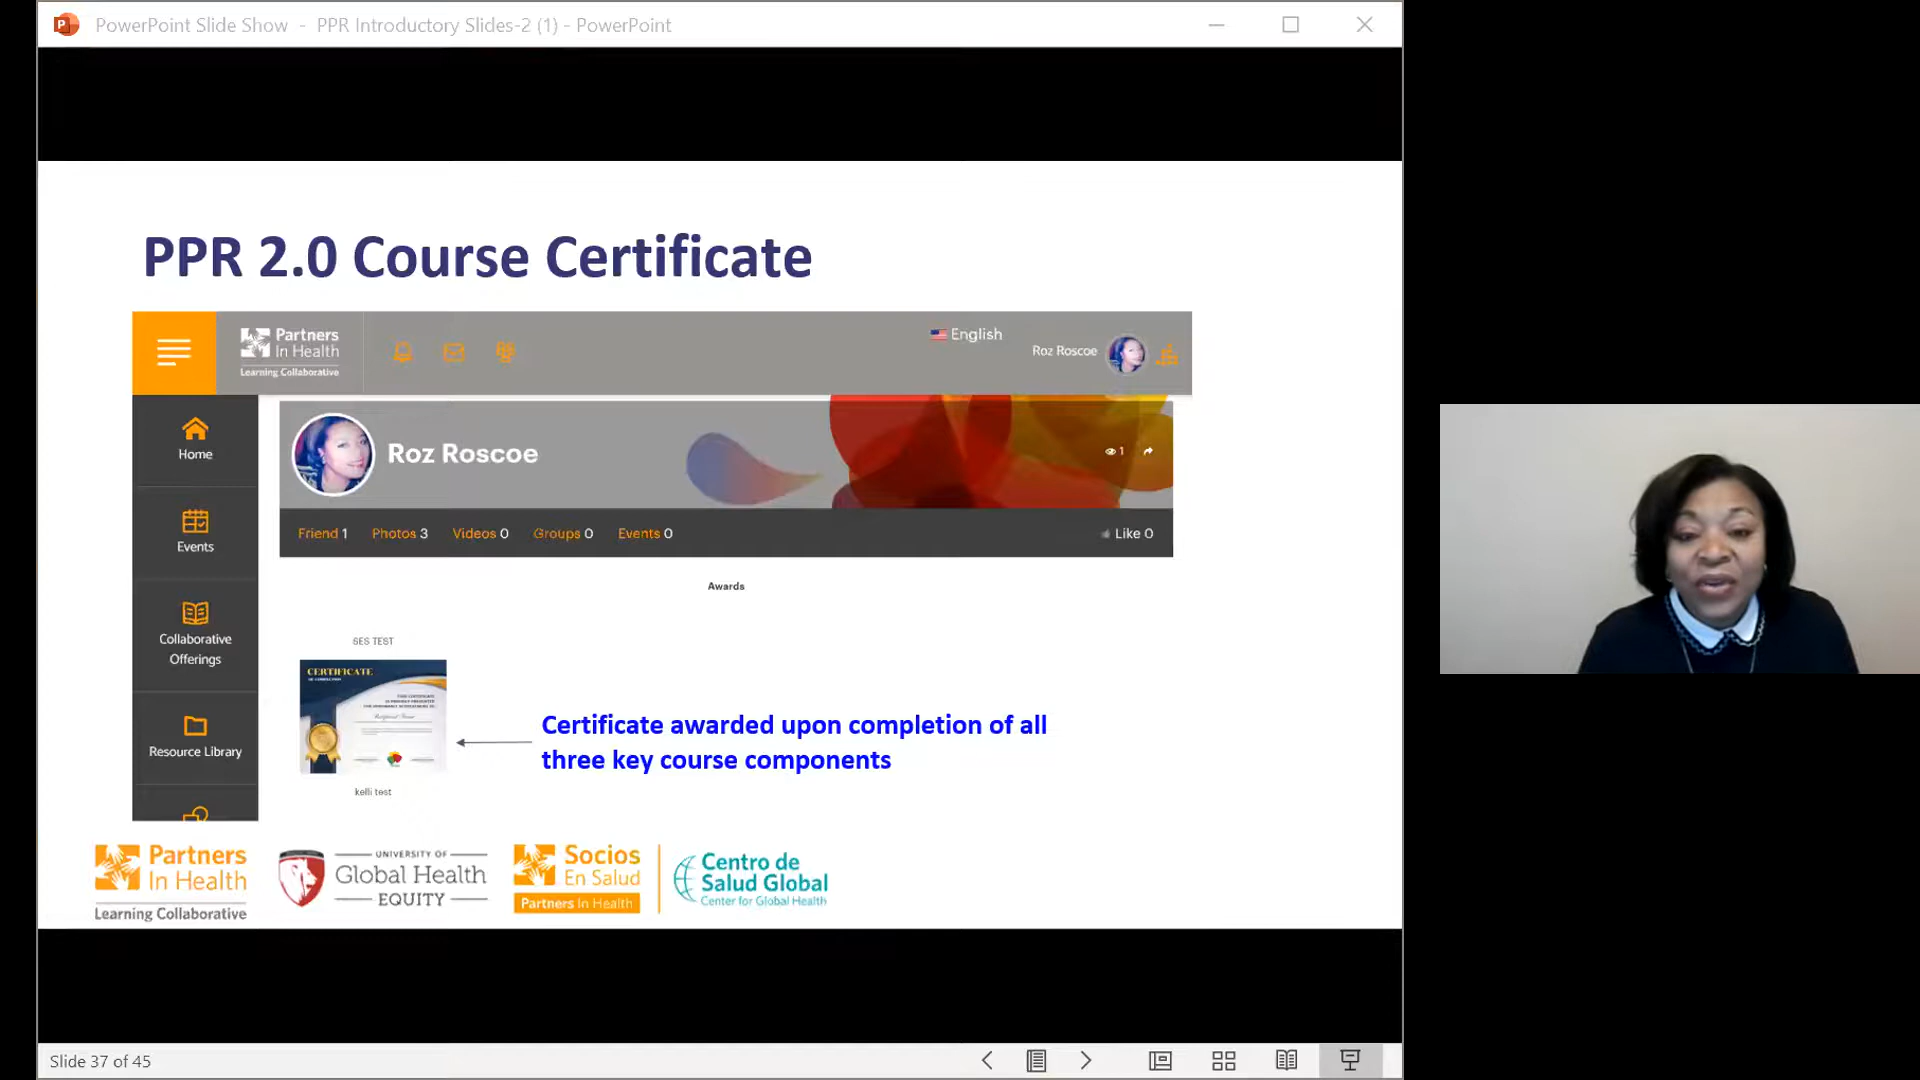 PowerPoint Slide Show - PPR Introductory Slides-2 (1) - PowerPoint
PPR 2.0 Course Certificate
Partners
In Health
Learning Collaborative
English
Roz Roscoe
Home
Events
Collaborative
Offerings
Resource Library
Roz Roscoe
1
Friend 1 Photos 3 Videos 0 Groups 0 Events 0 Like 0
Awards
SES TEST
CERTIFICATE
OF COMPLETION
kelli test
Certificate awarded upon completion of all
three key course components
Partners
In Health
Learning Collaborative
UNIVERSITY OF
Global Health
EQUITY
Socios
En Salud
Partners In Health
Centro de
Salud Global
Center for Global Health
Slide 37 of 45